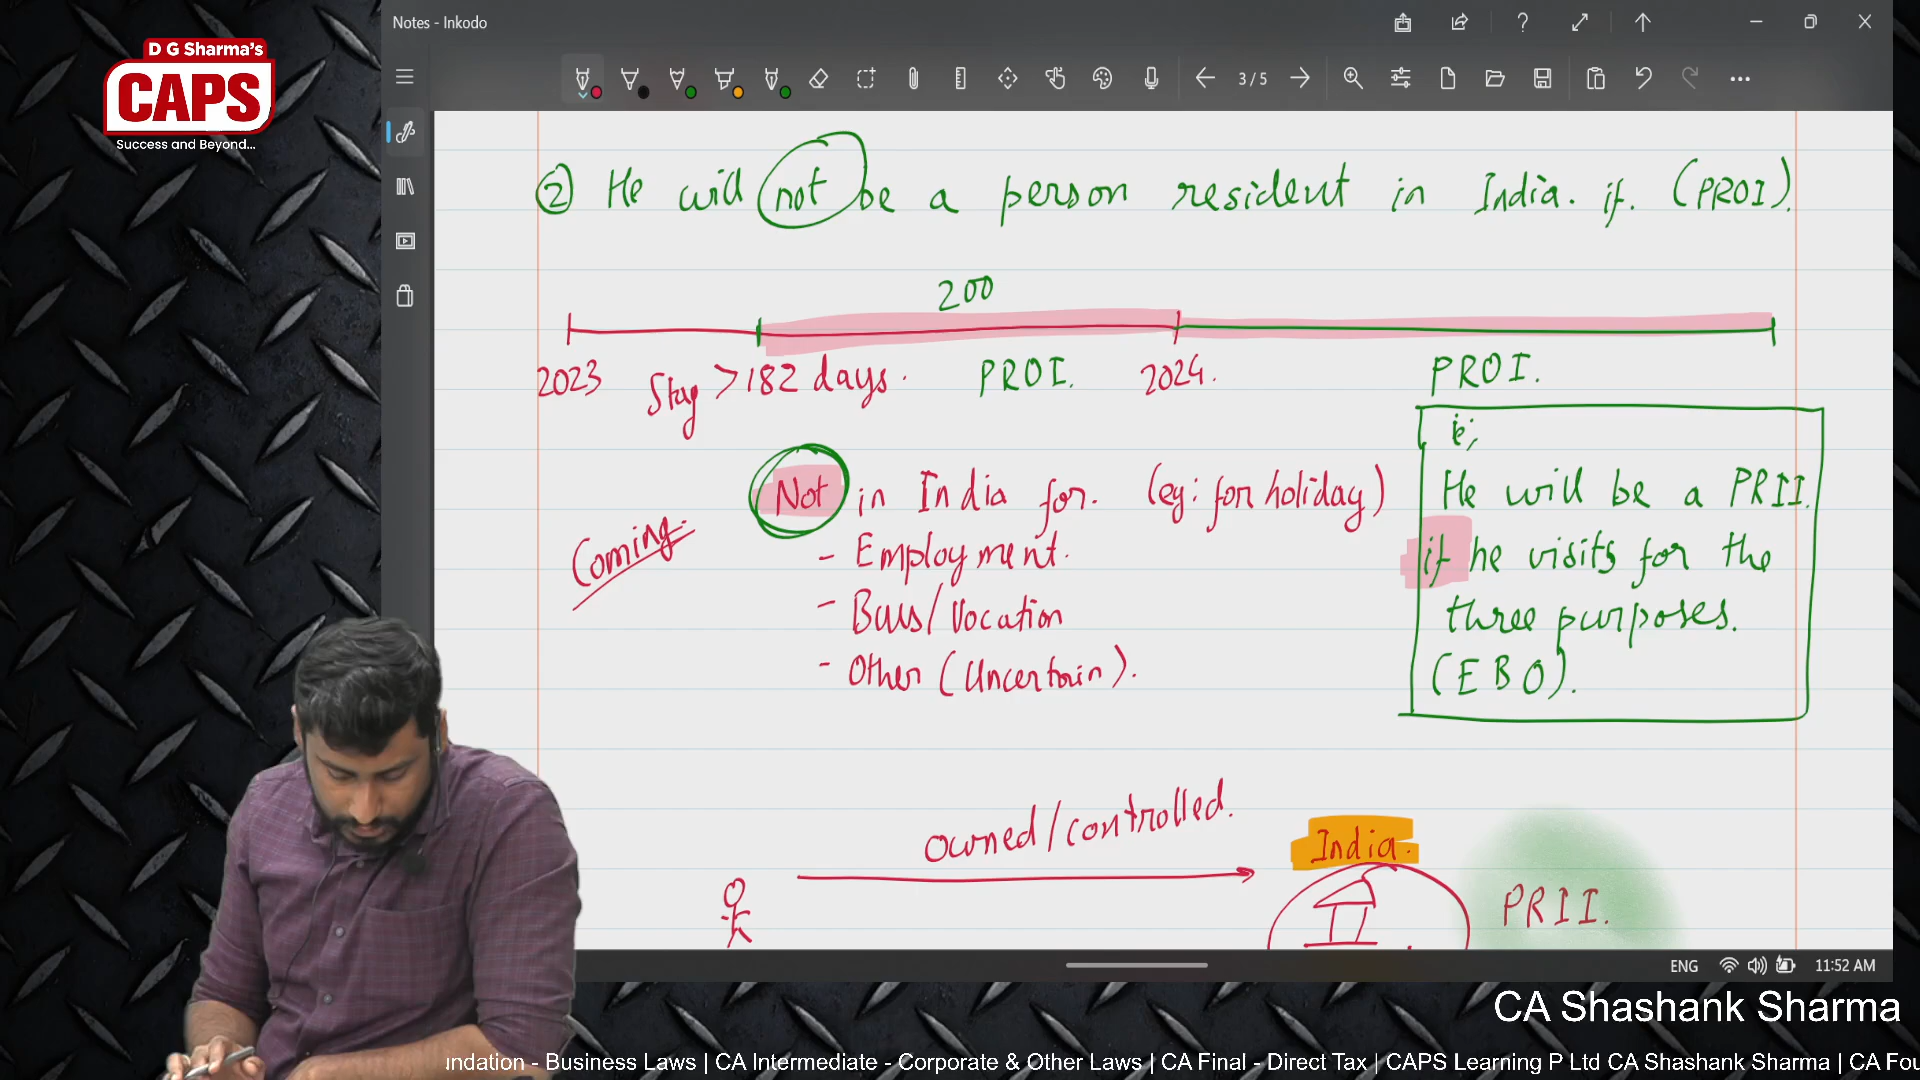 Notes - Inkodo
D G Sharma's
CAPS
Success and Beyond...
3 / 5
② He will not be a person resident in India. if. (PROI).
200
2023 Stay >182 days. PROI. 2024. PROI.
ie;
Not in India for. (eg: for holiday) He will be a PRII.
Coming. - Employment. if he visits for the
- Buss/Vocation three purposes.
- Other (Uncertain). (EBO).
owned/controlled. India.
PRII.
ENG 11:52 AM
CA Shashank Sharma
undation - Business Laws | CA Intermediate - Corporate & Other Laws | CA Final - Direct Tax | CAPS Learning P Ltd CA Shashank Sharma | CA Fou